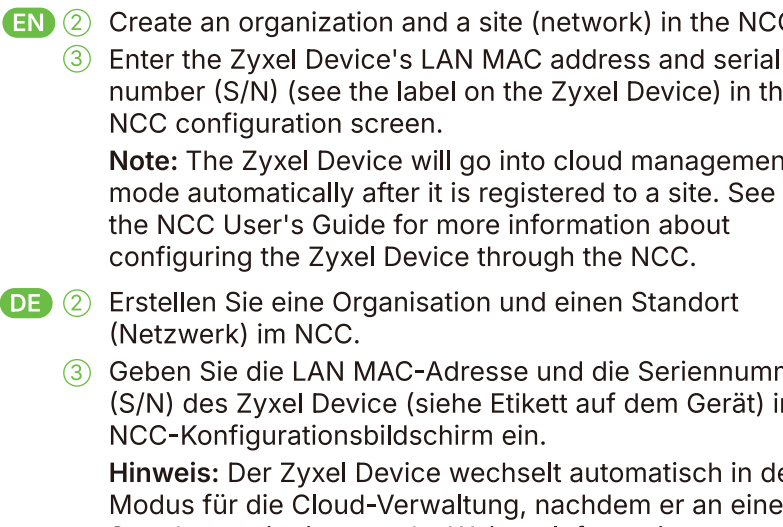 EN ② Create an organization and a site (network) in the NCC
③ Enter the Zyxel Device's LAN MAC address and serial
number (S/N) (see the label on the Zyxel Device) in th
NCC configuration screen.
Note: The Zyxel Device will go into cloud managemen
mode automatically after it is registered to a site. See
the NCC User's Guide for more information about
configuring the Zyxel Device through the NCC.
DE ② Erstellen Sie eine Organisation und einen Standort
(Netzwerk) im NCC.
③ Geben Sie die LAN MAC-Adresse und die Seriennumm
(S/N) des Zyxel Device (siehe Etikett auf dem Gerät) i
NCC-Konfigurationsbildschirm ein.
Hinweis: Der Zyxel Device wechselt automatisch in de
Modus für die Cloud-Verwaltung, nachdem er an eine